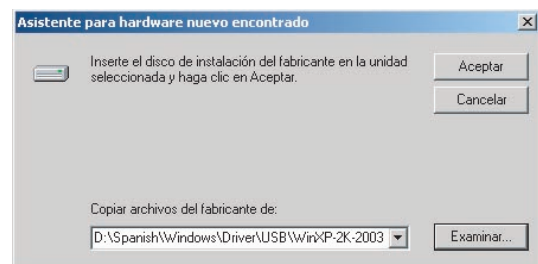 Asistente para hardware nuevo encontrado
Inserte el disco de instalación del fabricante en la unidad
seleccionada y haga clic en Aceptar.
Aceptar
Cancelar
Copiar archivos del fabricante de:
D:\Spanish\Windows\Driver\USB\WinXP-2K-2003
Examinar...